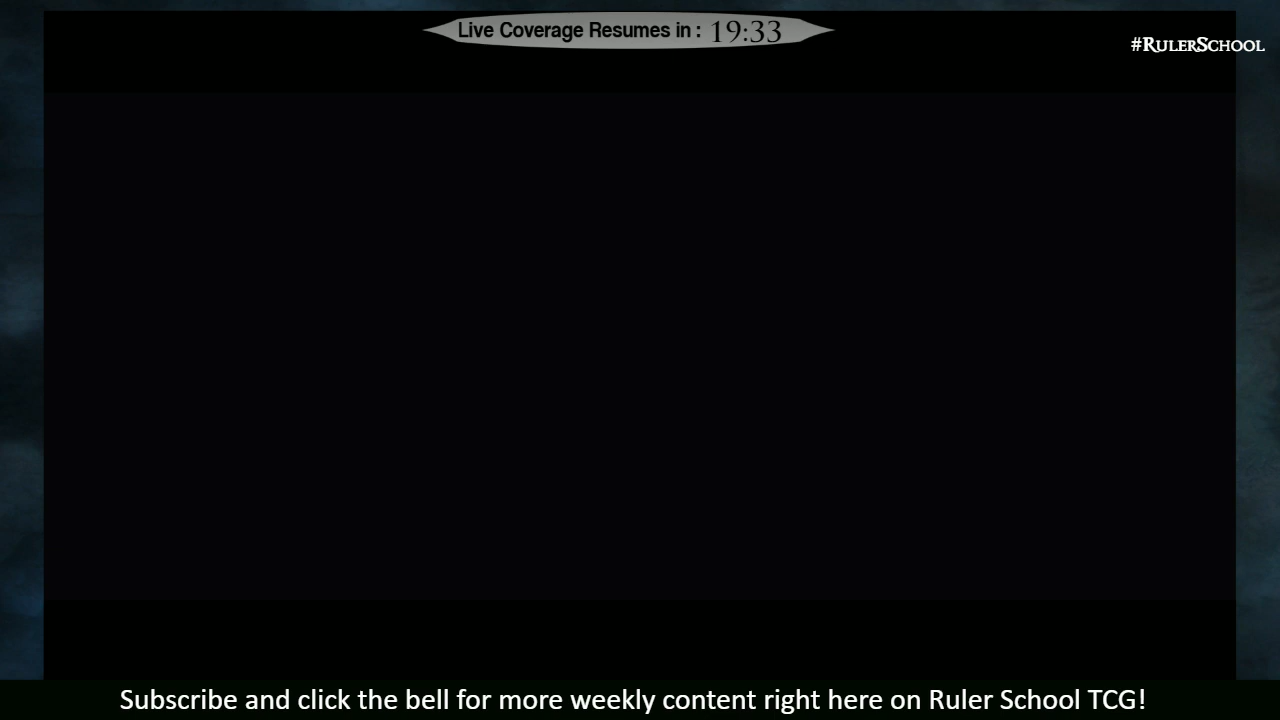 Live Coverage Resumes in : 19:33
#RulerSchool
Subscribe and click the bell for more weekly content right here on Ruler School TCG!